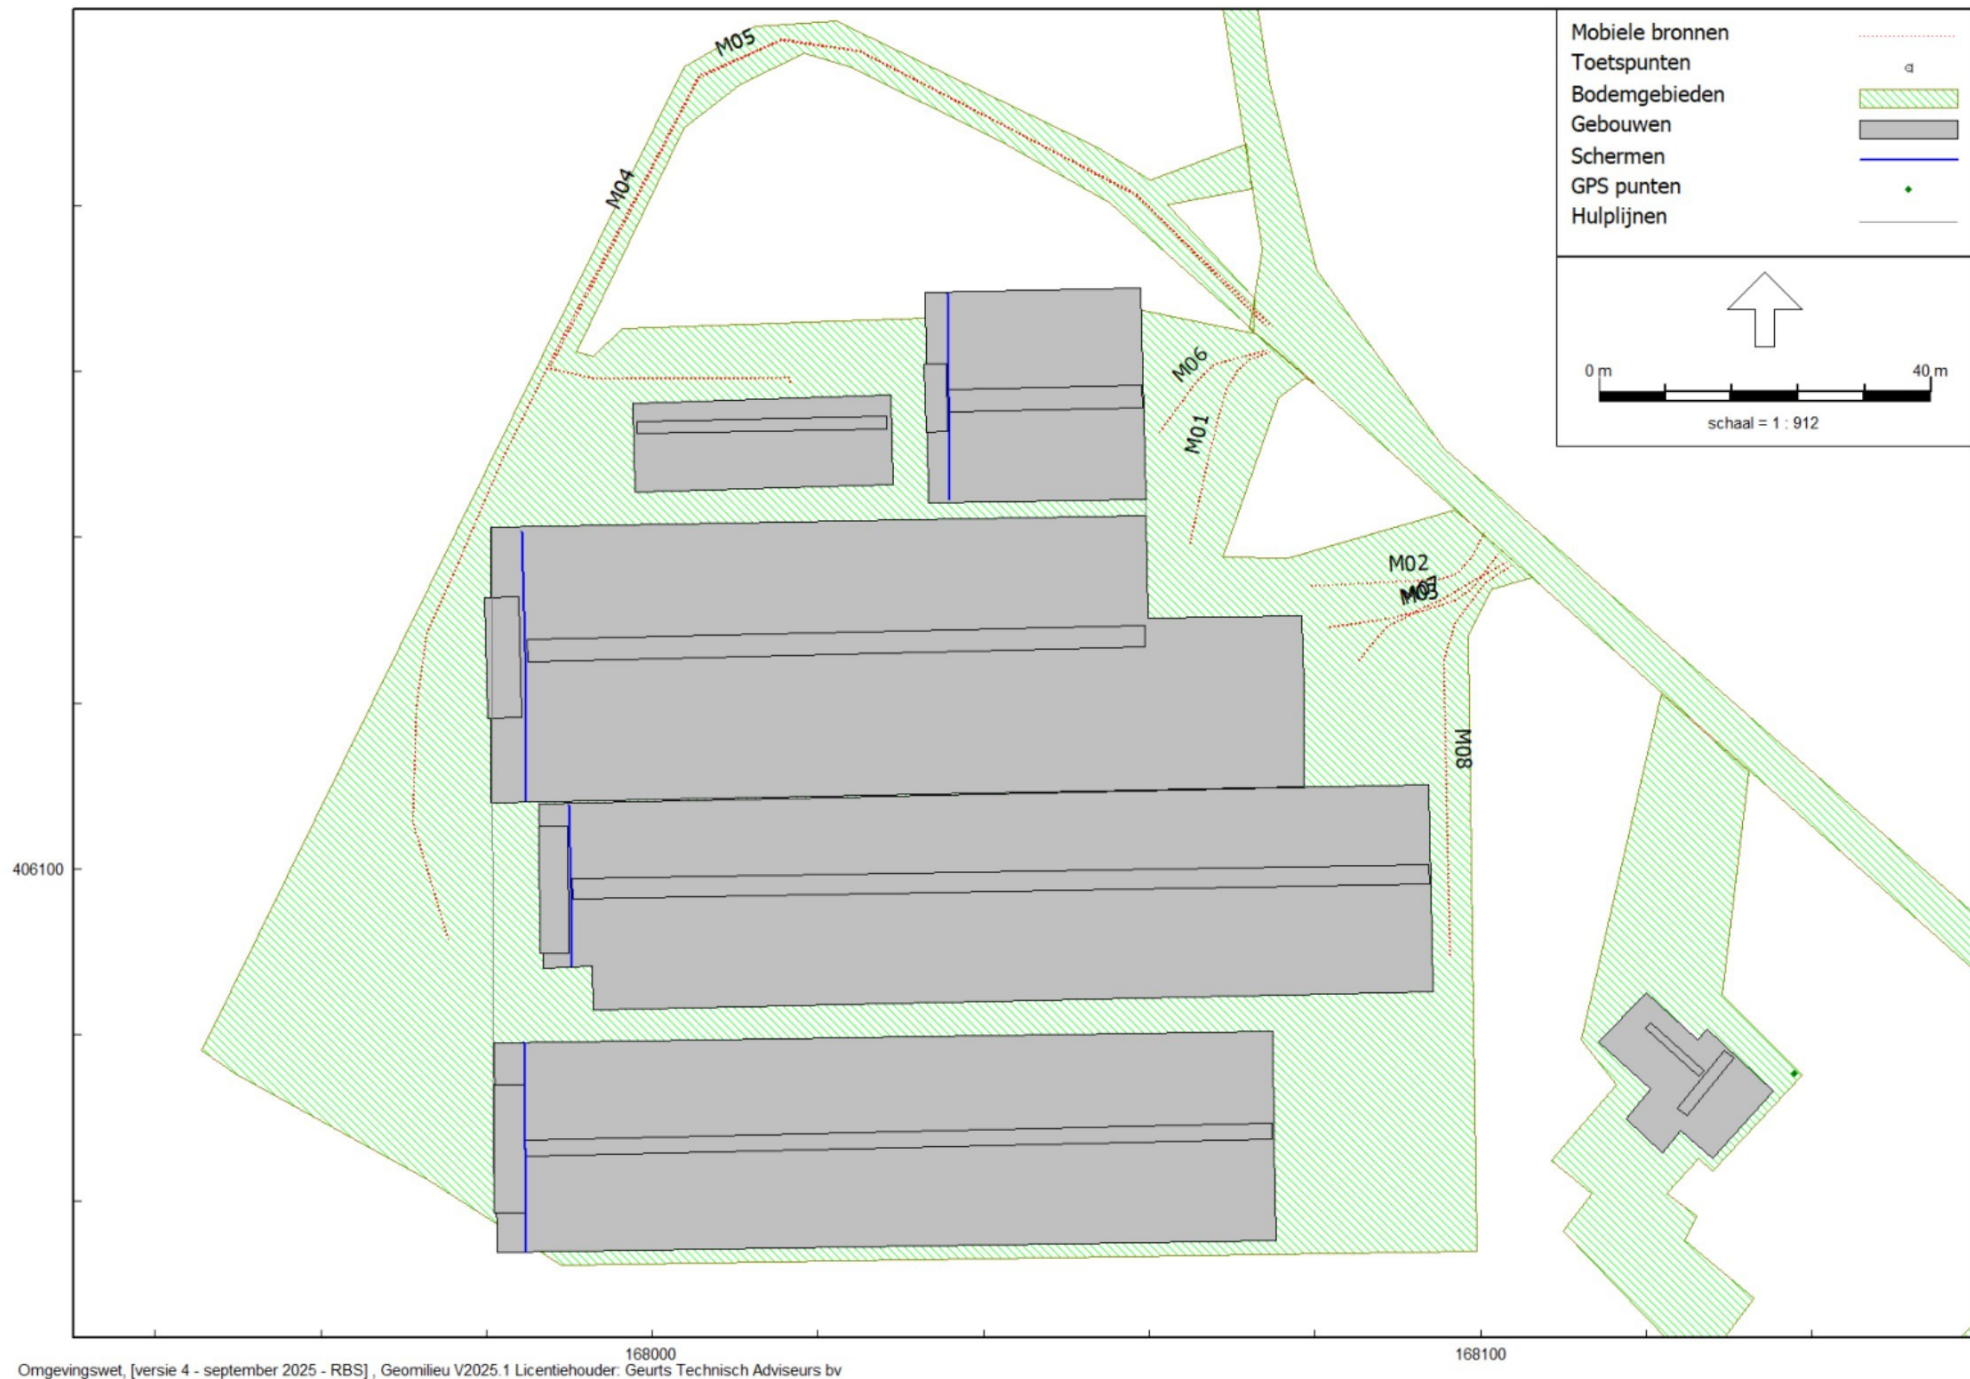 Mobiele bronnen
Toetspunten
Bodemgebieden
Gebouwen
Schermen
GPS punten
Hulplijnen
0 m
40 m
schaal = 1 : 912
M05
M04
M06
M01
M02
M03
M08
406100
168000
168100
Omgevingswet, [versie 4 - september 2025 - RBS] , Geomilieu V2025.1 Licentiehouder: Geurts Technisch Adviseurs bv